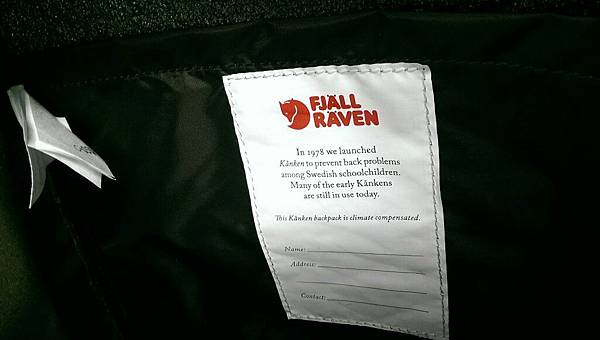 FJÄLL
RÄVEN
In 1978 we launched
Kånken to prevent back problems
among Swedish schoolchildren.
Many of the early Kånkens
are still in use today.
This Kånken backpack is climate compensated.
Name:
Address:
Contact: